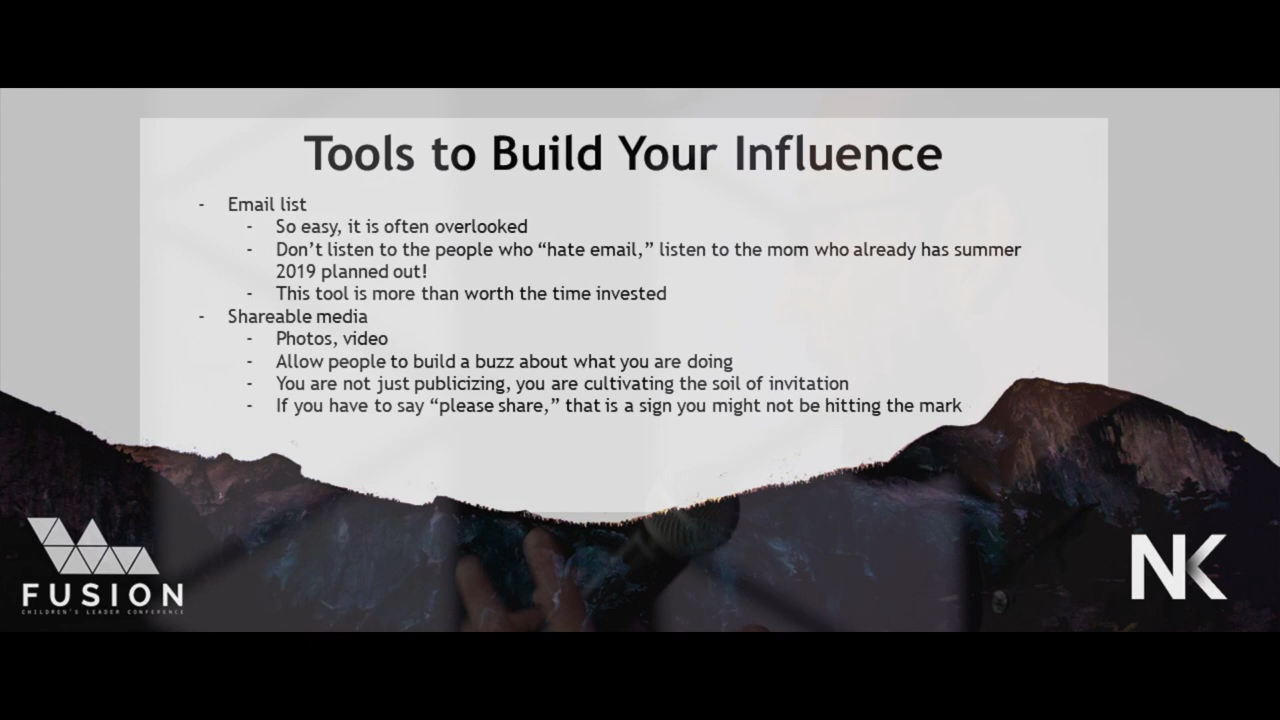 Tools to Build Your Influence
- Email list
- So easy, it is often overlooked
- Don’t listen to the people who “hate email,” listen to the mom who already has summer
2019 planned out!
- This tool is more than worth the time invested
- Shareable media
- Photos, video
- Allow people to build a buzz about what you are doing
- You are not just publicizing, you are cultivating the soil of invitation
- If you have to say “please share,” that is a sign you might not be hitting the mark
FUSION
CHILDREN'S LEADER CONFERENCE
NK